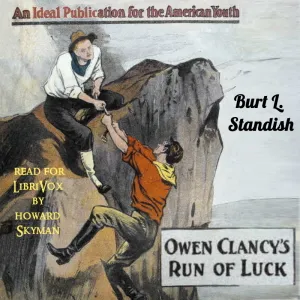 An Ideal Publication for the American Youth
Burt L.
Standish
READ FOR
LIBRIVOX
BY
HOWARD
SKYMAN
OWEN CLANCY'S
RUN OF LUCK